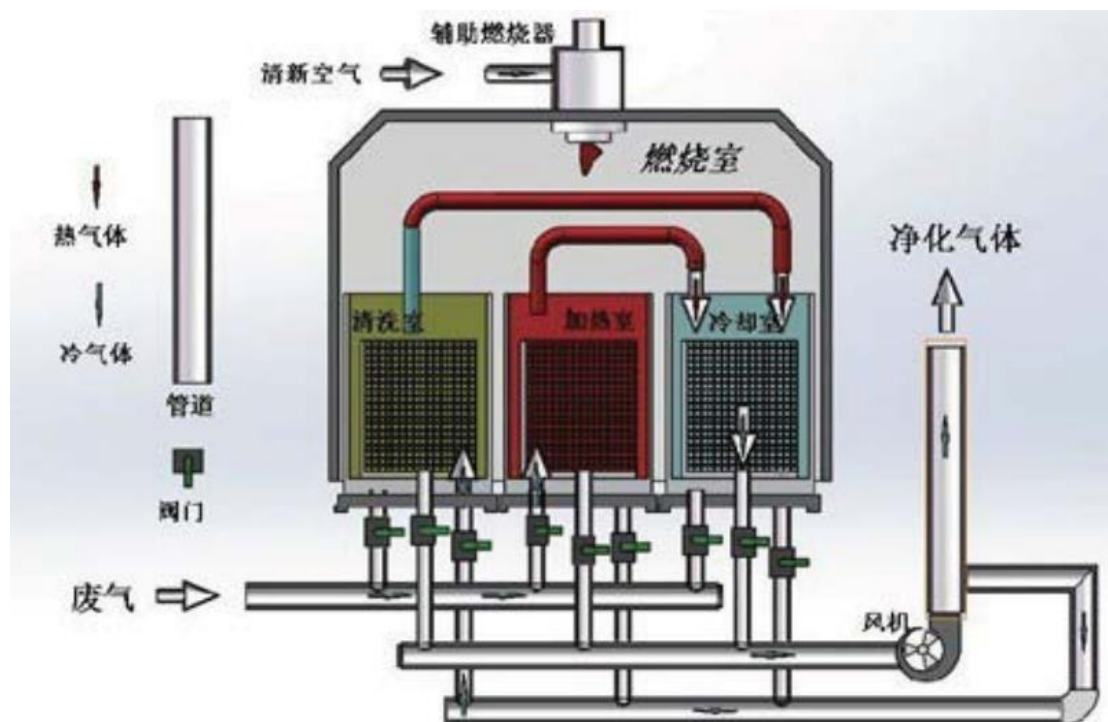 辅助燃烧器
清新空气
燃烧室
热气体
净化气体
清洗室
加热室
冷却室
冷气体
管道
阀门
废气
风机